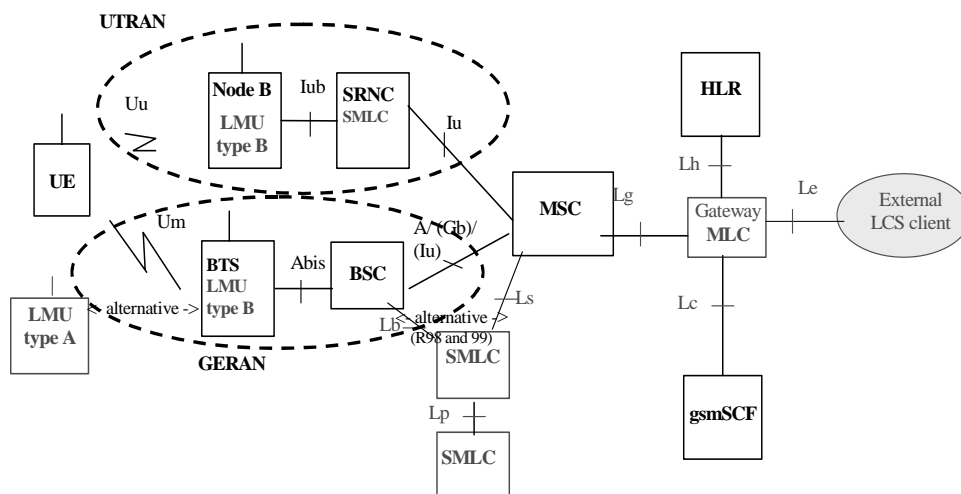 UTRAN
Uu
Node B
LMU
type B
Iub
SRNC
SMLC
Iu
HLR
UE
Um
MSC
Lh
Lg
Gateway
MLC
Le
External
LCS client
A/ (Gb)/
(Iu)
BTS
LMU
type B
Abis
BSC
Ls
Lc
LMU
type A
<- alternative ->
Lb
<- alternative ->
(R98 and 99)
GERAN
SMLC
Lp
SMLC
gsmSCF